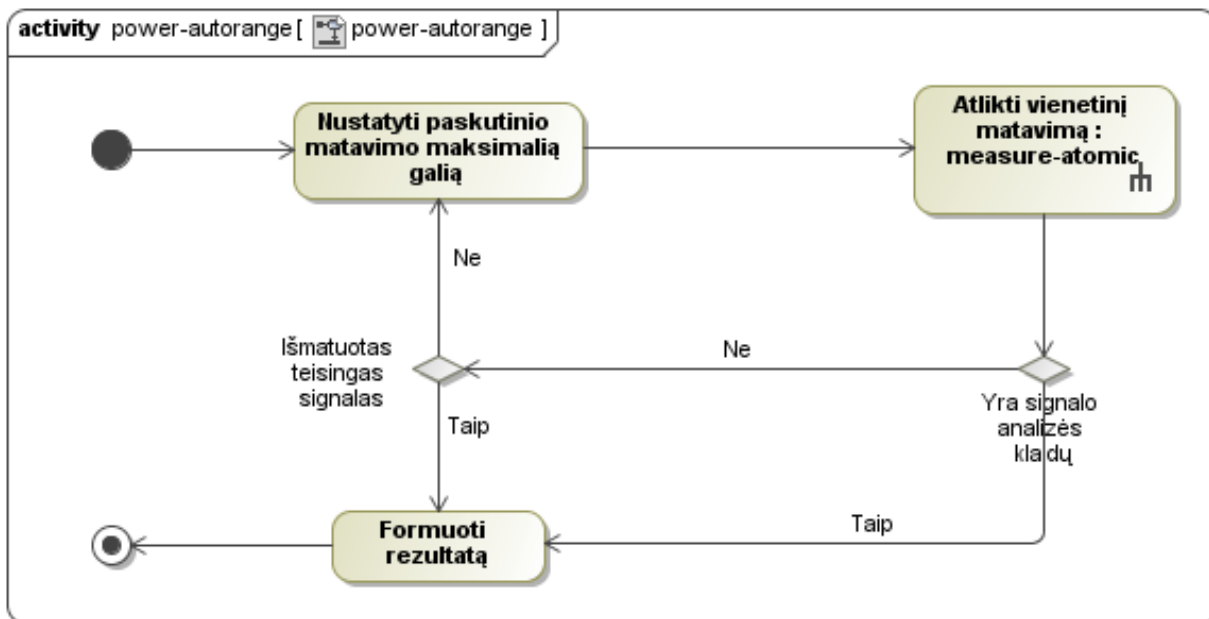 activity power-autorange [ power-autorange ]
Nustatyti paskutinio
matavimo maksimalią
galią
Atlikti vienetinį
matavimą :
measure-atomic
Ne
Išmatuotas
teisingas
signalas
Ne
Taip
Yra signalo
analizės
klaidų
Taip
Formuoti
rezultatą